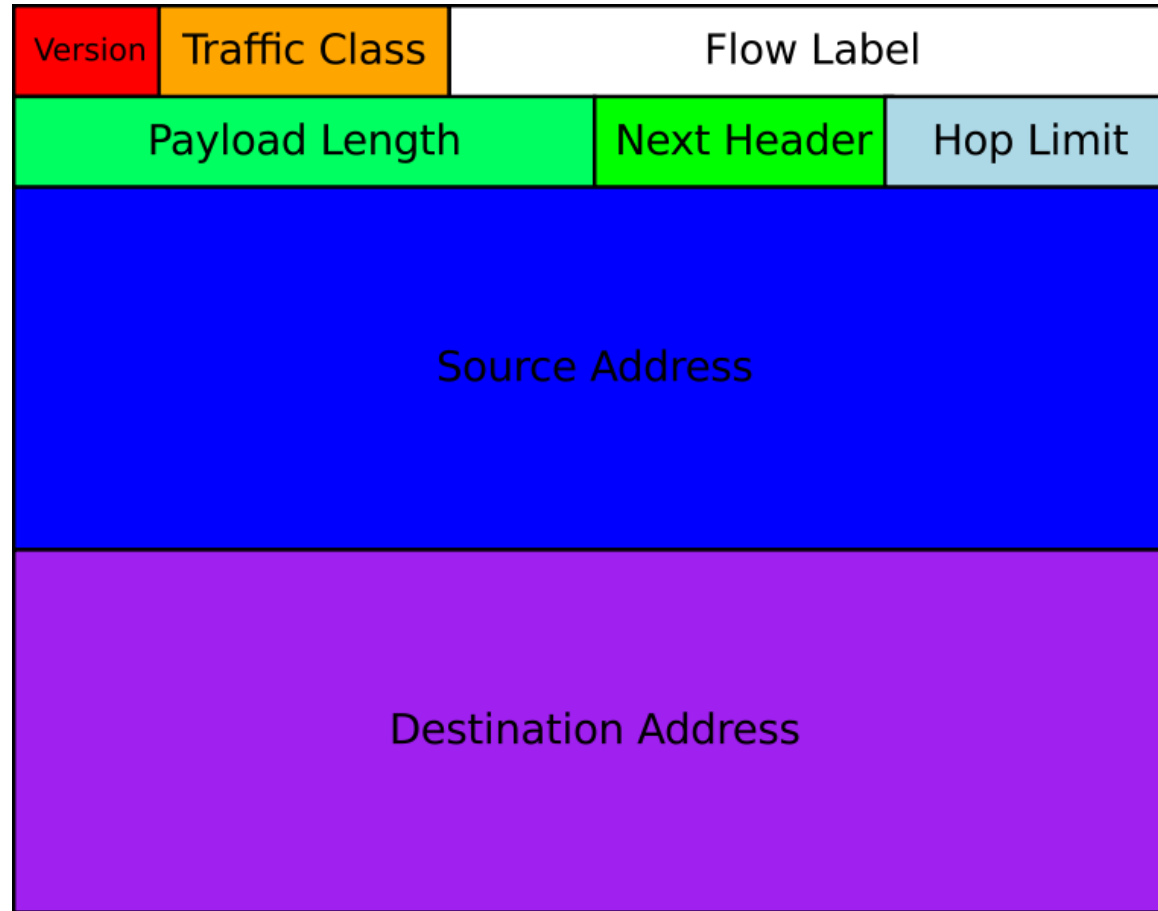 Version Traffic Class Flow Label
Payload Length Next Header Hop Limit
Source Address
Destination Address